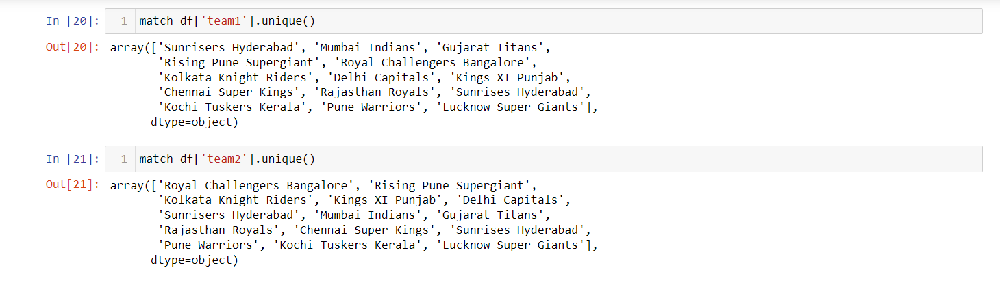 In [20]: 1 match_df['team1'].unique()
Out[20]: array(['Sunrisers Hyderabad', 'Mumbai Indians', 'Gujarat Titans',
'Rising Pune Supergiant', 'Royal Challengers Bangalore',
'Kolkata Knight Riders', 'Delhi Capitals', 'Kings XI Punjab',
'Chennai Super Kings', 'Rajasthan Royals', 'Sunrises Hyderabad',
'Kochi Tuskers Kerala', 'Pune Warriors', 'Lucknow Super Giants'],
dtype=object)
In [21]: 1 match_df['team2'].unique()
Out[21]: array(['Royal Challengers Bangalore', 'Rising Pune Supergiant',
'Kolkata Knight Riders', 'Kings XI Punjab', 'Delhi Capitals',
'Sunrisers Hyderabad', 'Mumbai Indians', 'Gujarat Titans',
'Rajasthan Royals', 'Chennai Super Kings', 'Sunrises Hyderabad',
'Pune Warriors', 'Kochi Tuskers Kerala', 'Lucknow Super Giants'],
dtype=object)